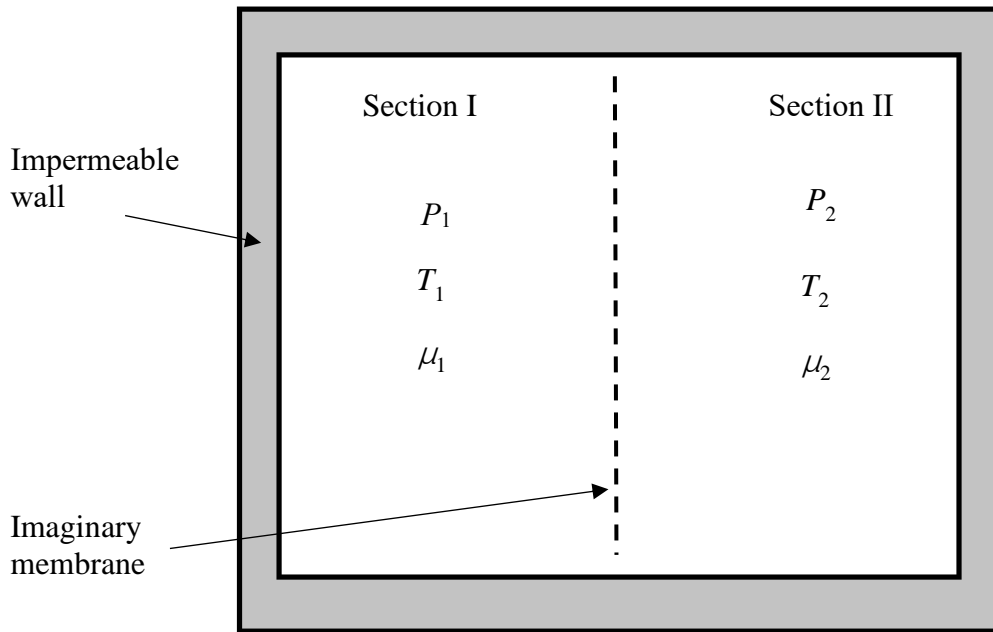 Section I
Section II
Impermeable
wall
P₁
P₂
T₁
T₂
μ₁
μ₂
Imaginary
membrane